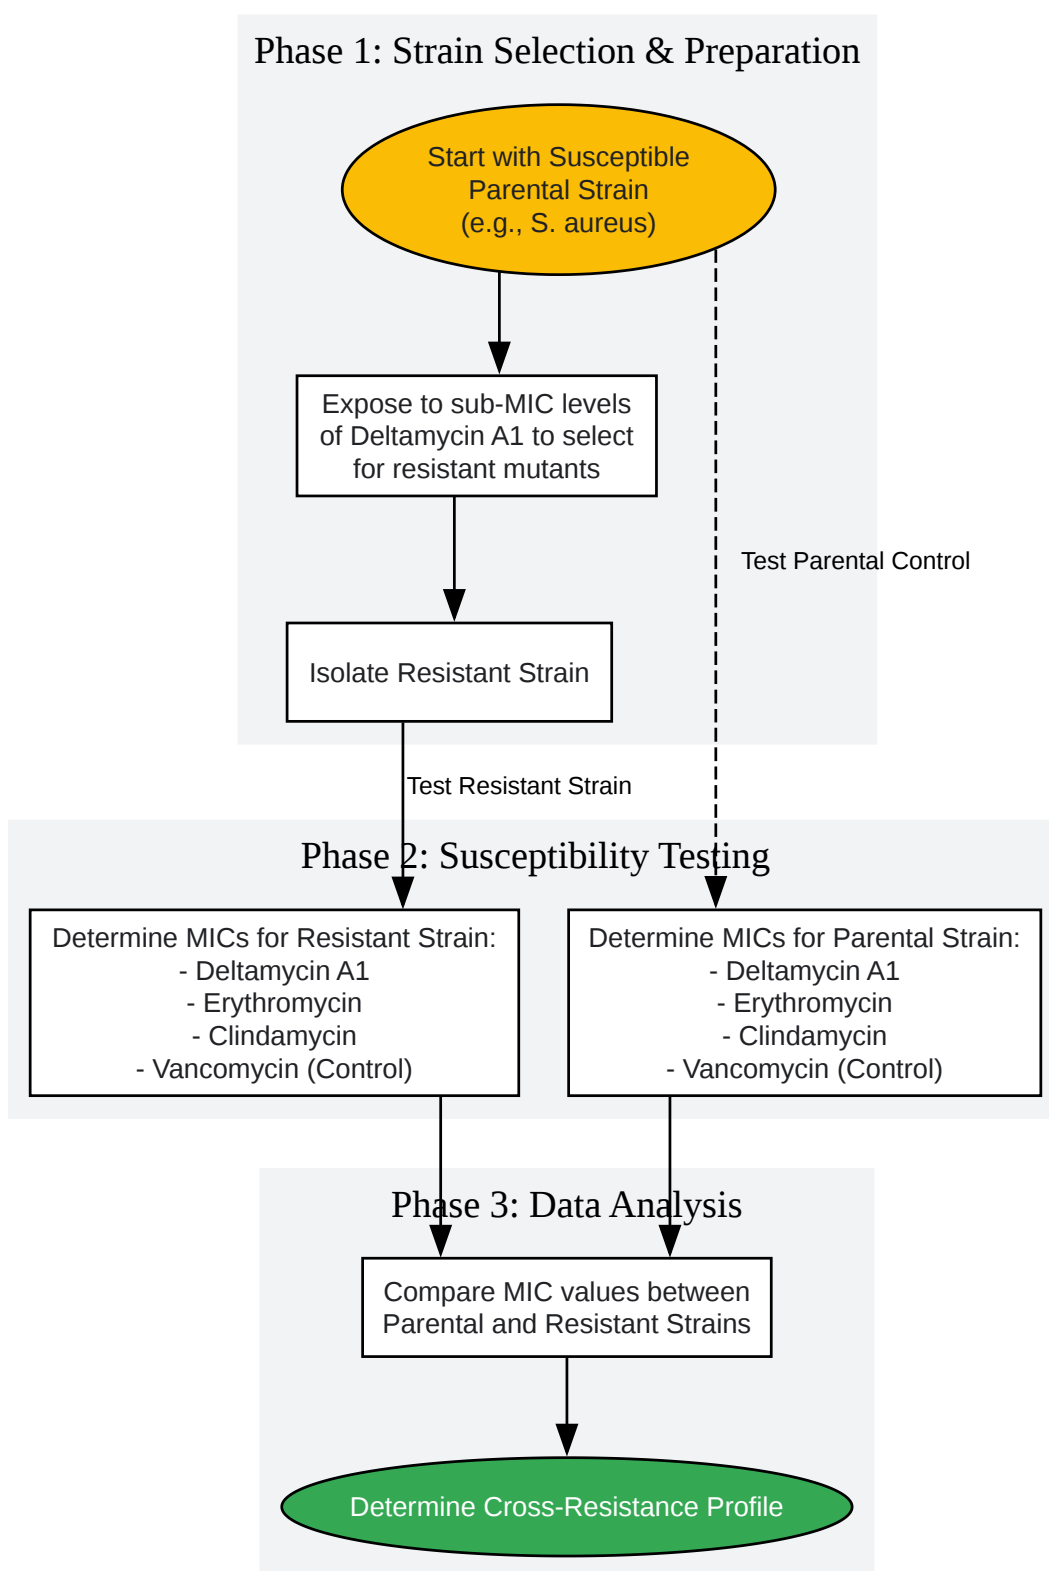 Phase 1: Strain Selection & Preparation
Start with Susceptible
Parental Strain
(e.g., S. aureus)
Expose to sub-MIC levels
of Deltamycin A1 to select
for resistant mutants
Test Parental Control
Isolate Resistant Strain
Test Resistant Strain
Phase 2: Susceptibility Testing
Determine MICs for Resistant Strain:
- Deltamycin A1
- Erythromycin
- Clindamycin
- Vancomycin (Control)
Determine MICs for Parental Strain:
- Deltamycin A1
- Erythromycin
- Clindamycin
- Vancomycin (Control)
Phase 3: Data Analysis
Compare MIC values between
Parental and Resistant Strains
Determine Cross-Resistance Profile